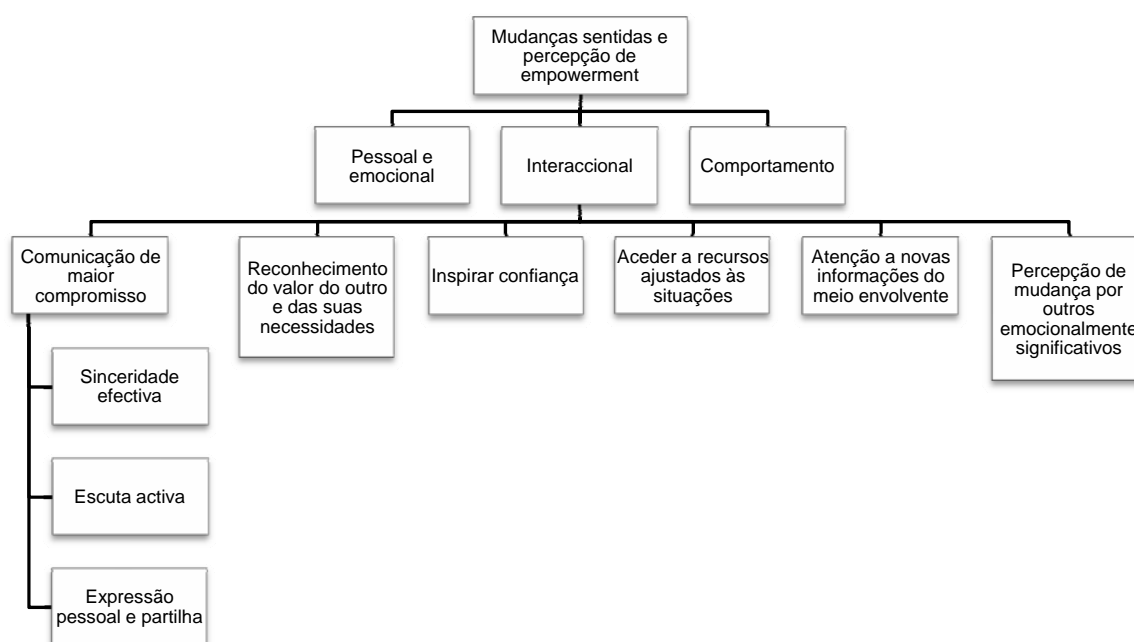 Mudanças sentidas e
percepção de
empowerment
Pessoal e
emocional
Interaccional
Comportamento
Comunicação de
maior
compromisso
Reconhecimento
do valor do outro
e das suas
necessidades
Inspirar confiança
Aceder a recursos
ajustados às
situações
Atenção a novas
informações do
meio envolvente
Percepção de
mudança por
outros
emocionalmente
significativos
Sinceridade
efectiva
Escuta activa
Expressão
pessoal e partilha